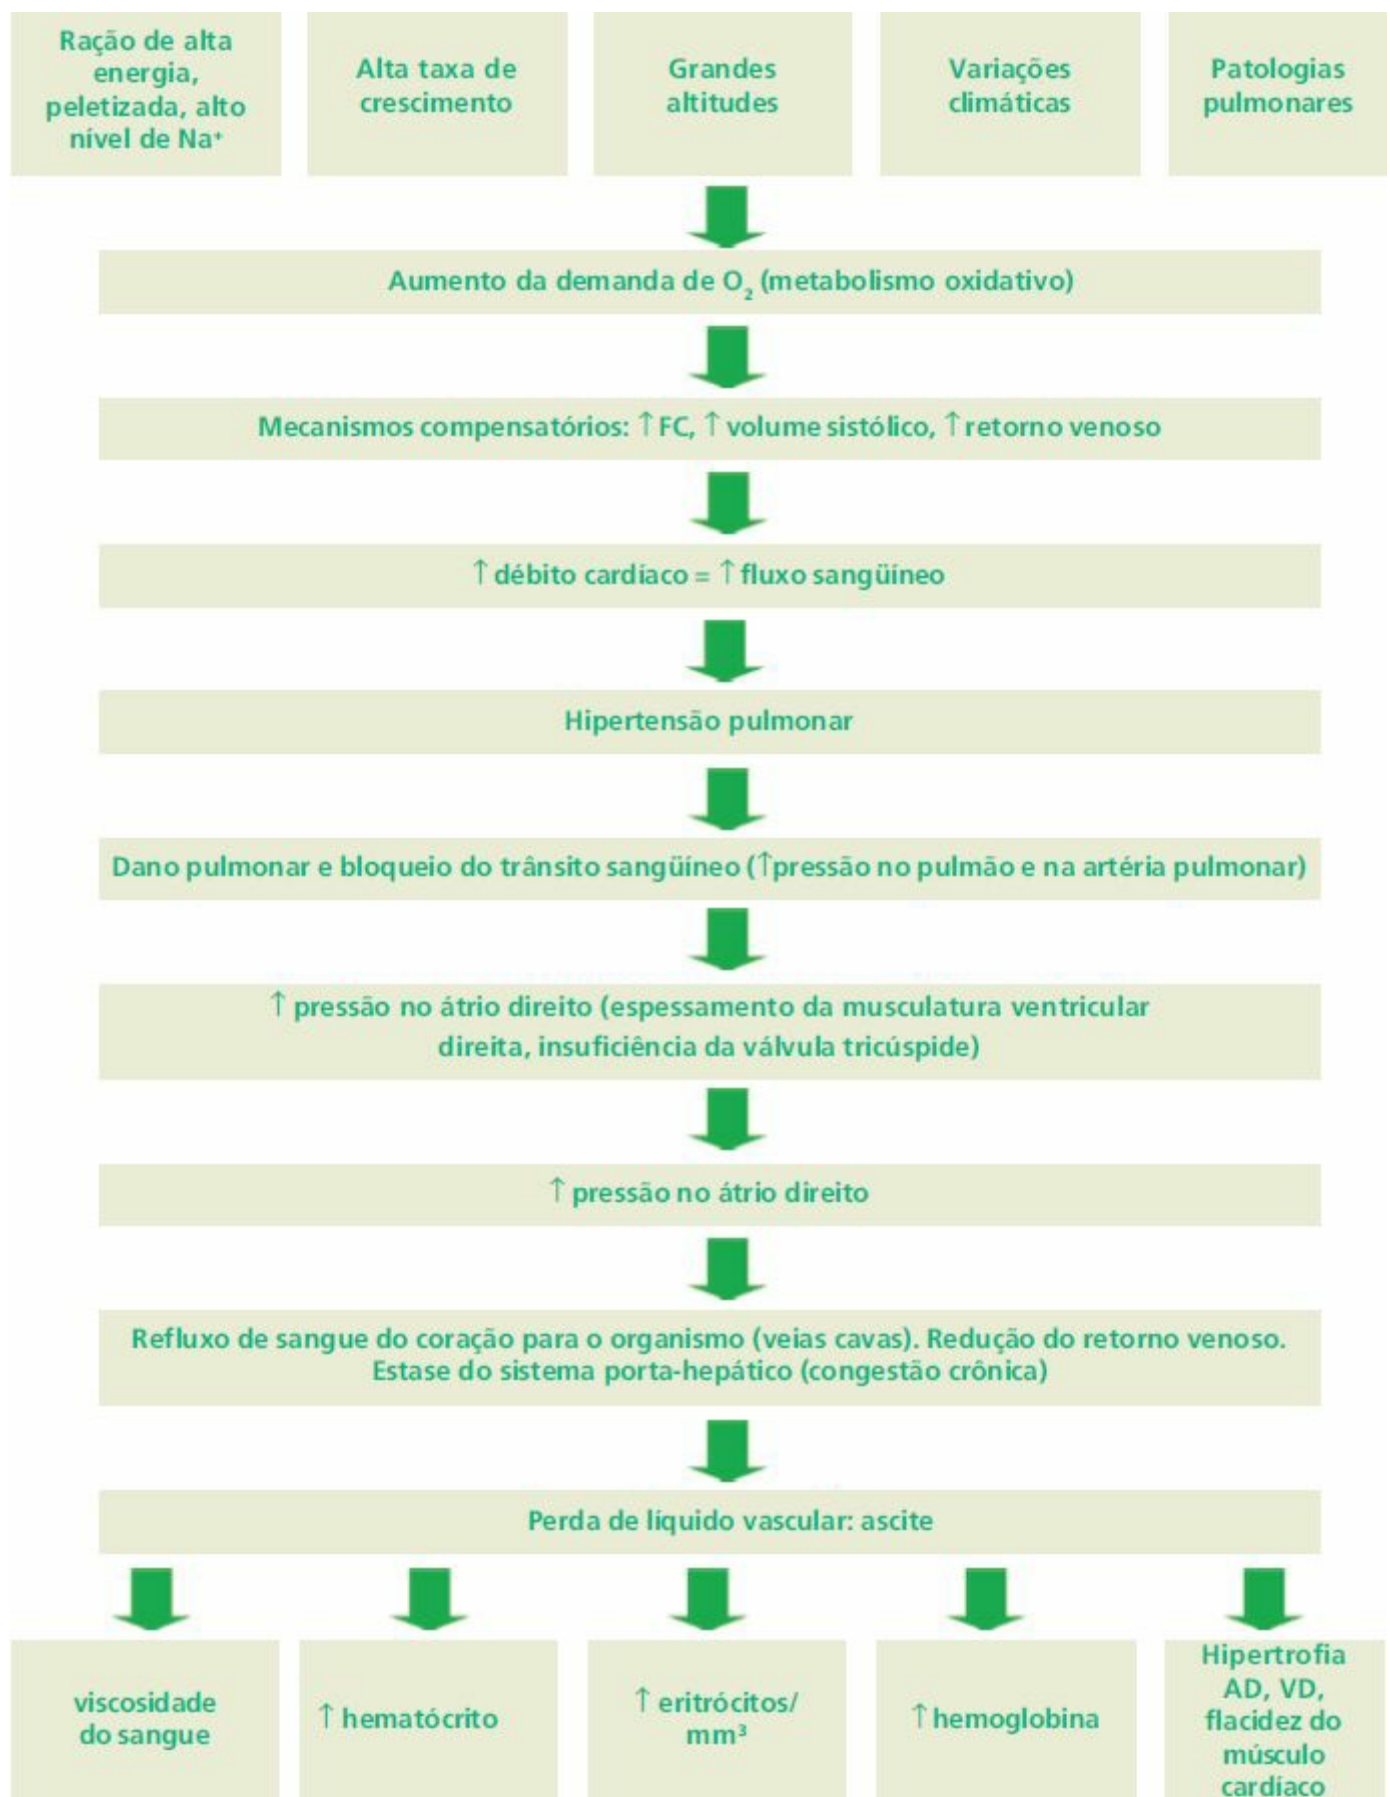 Ração de alta
energia,
peletizada, alto
nível de Na⁺
Alta taxa de
crescimento
Grandes
altitudes
Variações
climáticas
Patologias
pulmonares
Aumento da demanda de O₂ (metabolismo oxidativo)
Mecanismos compensatórios: ↑ FC, ↑ volume sistólico, ↑ retorno venoso
↑ débito cardíaco = ↑ fluxo sangüíneo
Hipertensão pulmonar
Dano pulmonar e bloqueio do trânsito sangüíneo (↑pressão no pulmão e na artéria pulmonar)
↑ pressão no átrio direito (espessamento da musculatura ventricular
direita, insuficiência da válvula tricúspide)
↑ pressão no átrio direito
Refluxo de sangue do coração para o organismo (veias cavas). Redução do retorno venoso.
Estase do sistema porta-hepático (congestão crônica)
Perda de líquido vascular: ascite
viscosidade
do sangue
↑ hematócrito
↑ eritrócitos/
mm³
↑ hemoglobina
Hipertrofia
AD, VD,
flacidez do
músculo
cardíaco